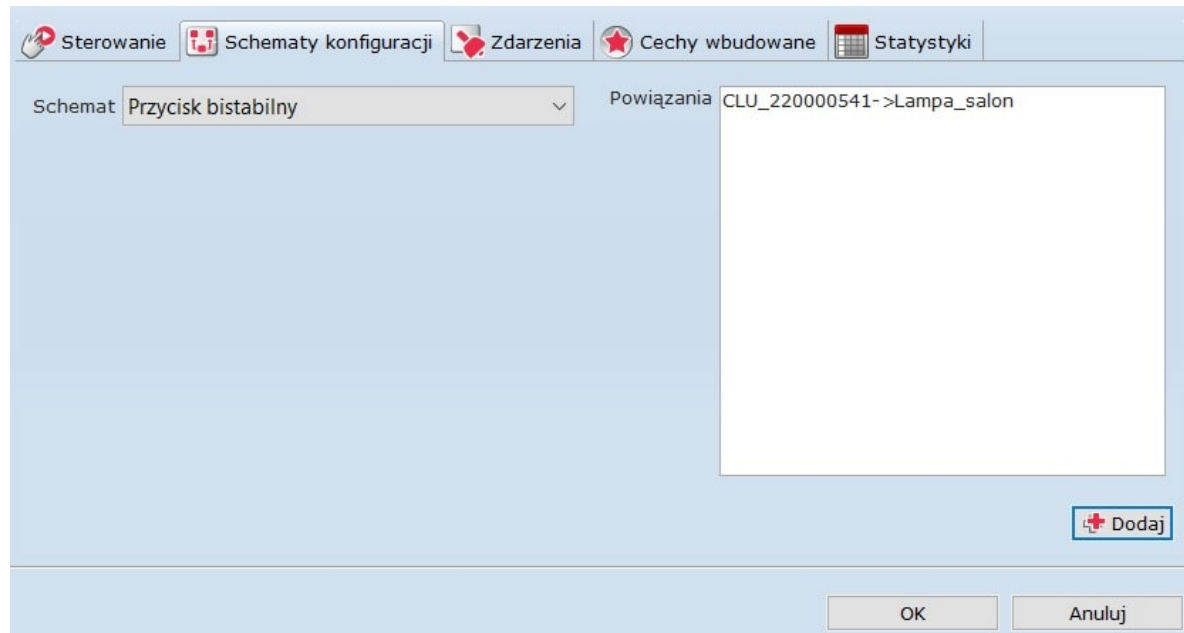 Sterowanie Schematy konfiguracji Zdarzenia Cechy wbudowane Statystyki
Schemat Przycisk bistabilny Powiązania CLU_220000541->Lampa_salon
Dodaj
OK Anuluj